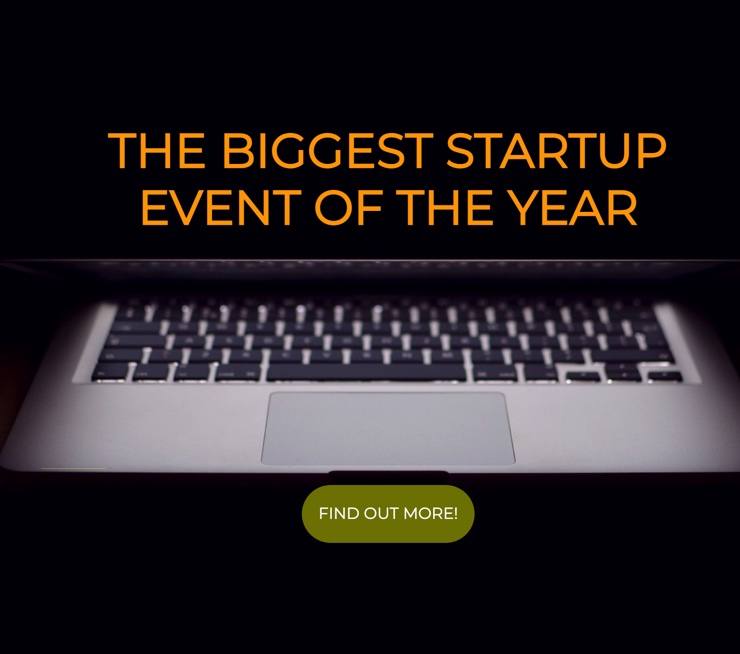 THE BIGGEST STARTUP
EVENT OF THE YEAR
FIND OUT MORE!